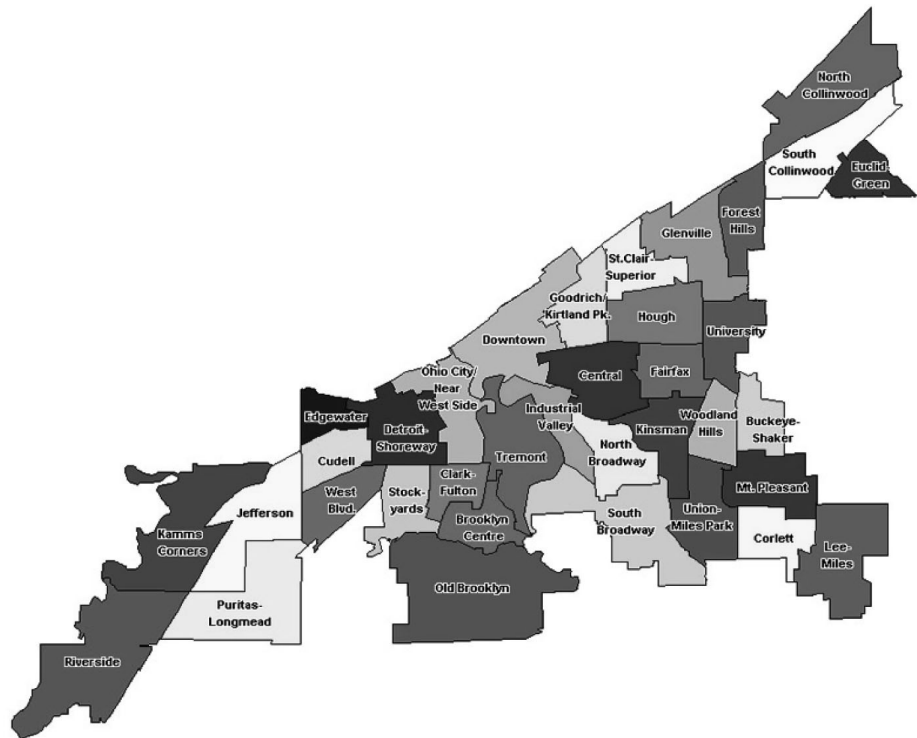 North
Collinwood
South
Collinwood
Euclid-
Green
Forest
Hills
Glenville
St.Clair-
Superior
Goodrich/
Kirtland Pk.
Hough
University
Downtown
Central
Fairfax
Ohio City/
Near
West Side
Edgewater
Detroit-
Shoreway
Industrial
Valley
Kinsman
Woodland
Hills
Buckeye-
Shaker
Cudell
Tremont
North
Broadway
Clark-
Fulton
Stock-
yards
West
Blvd.
Mt. Pleasant
Jefferson
Brooklyn
Centre
South
Broadway
Union-
Miles Park
Corlett
Kamms
Corners
Lee-
Miles
Old Brooklyn
Puritas-
Longmead
Riverside